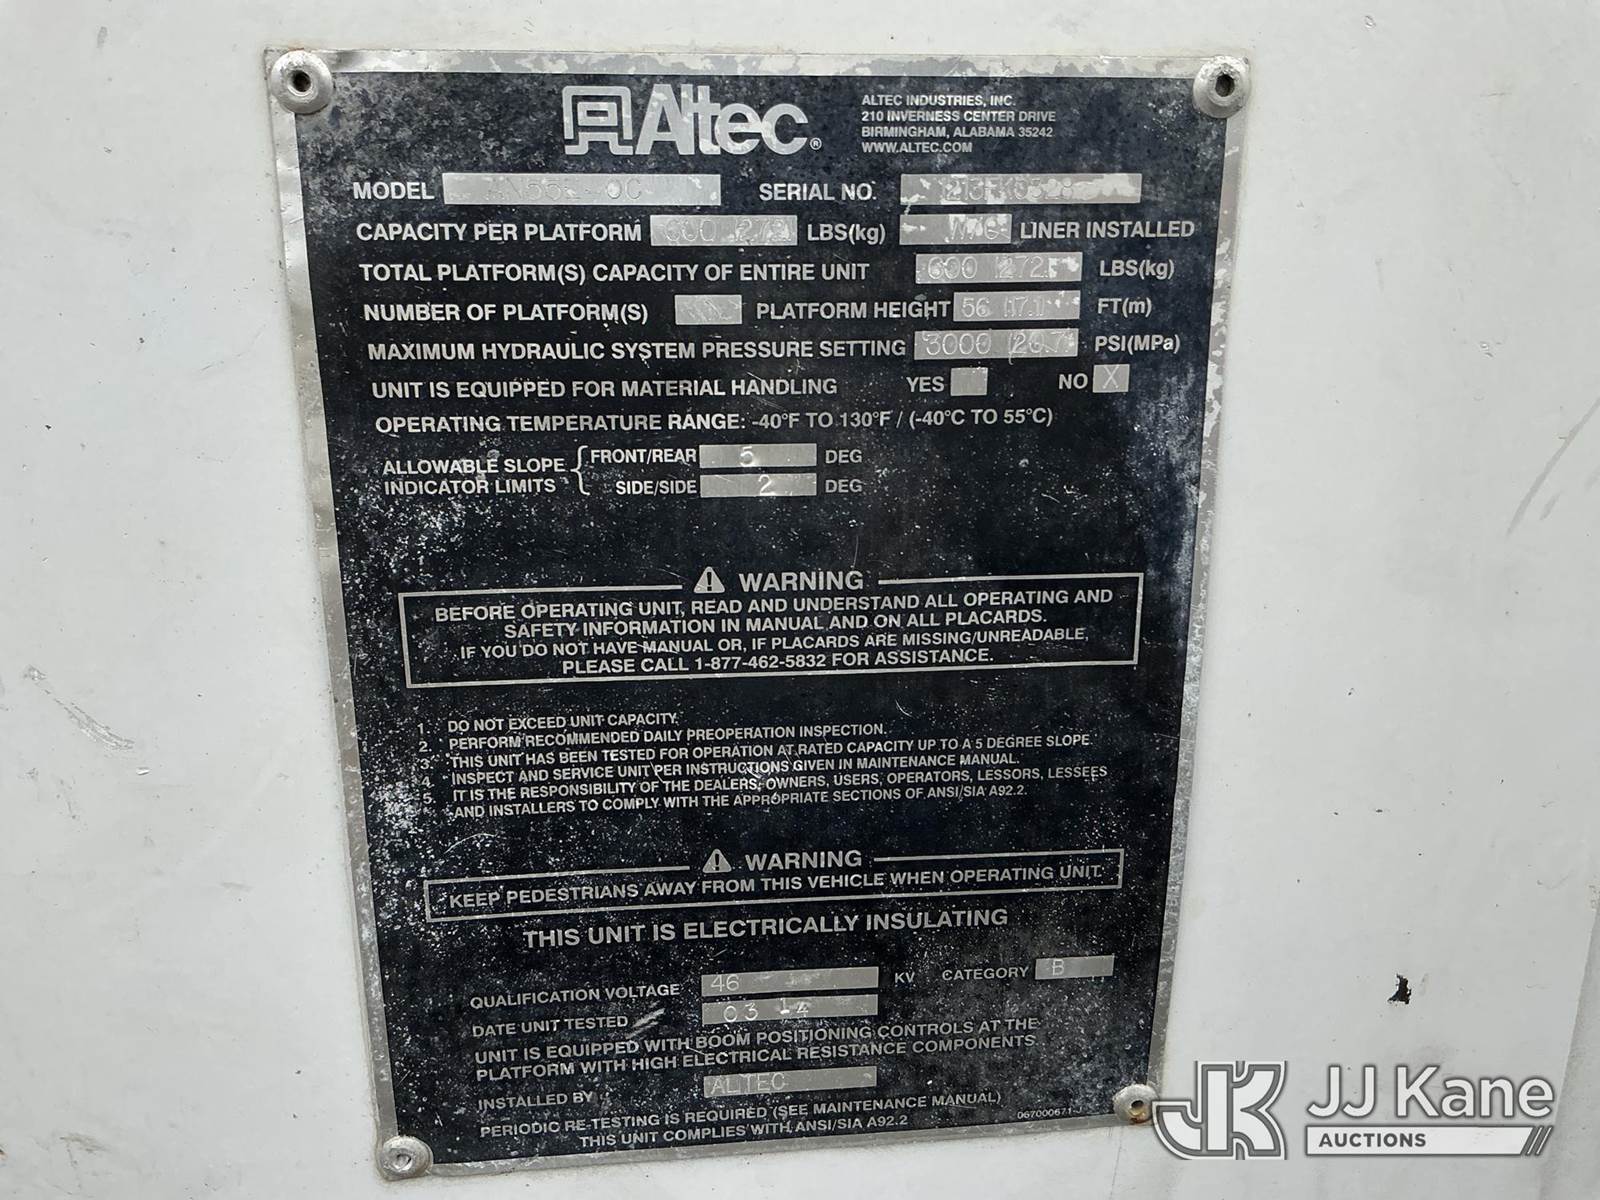 Altec®
ALTEC INDUSTRIES, INC.
210 INVERNESS CENTER DRIVE
BIRMINGHAM, ALABAMA 35242
WWW.ALTEC.COM
MODEL SERIAL NO.
CAPACITY PER PLATFORM 600 272 LBS(kg) LINER INSTALLED
TOTAL PLATFORM(S) CAPACITY OF ENTIRE UNIT 600 272 LBS(kg)
NUMBER OF PLATFORM(S) PLATFORM HEIGHT 56 17.1 FT(m)
MAXIMUM HYDRAULIC SYSTEM PRESSURE SETTING 3000 20.7 PSI(MPa)
UNIT IS EQUIPPED FOR MATERIAL HANDLING YES NO X
OPERATING TEMPERATURE RANGE: -40°F TO 130°F / (-40°C TO 55°C)
ALLOWABLE SLOPE INDICATOR LIMITS { FRONT/REAR 5 DEG
SIDE/SIDE 2 DEG
⚠ WARNING
BEFORE OPERATING UNIT, READ AND UNDERSTAND ALL OPERATING AND
SAFETY INFORMATION IN MANUAL AND ON ALL PLACARDS.
IF YOU DO NOT HAVE MANUAL OR, IF PLACARDS ARE MISSING/UNREADABLE,
PLEASE CALL 1-877-462-5832 FOR ASSISTANCE.
1. DO NOT EXCEED UNIT CAPACITY.
2. PERFORM RECOMMENDED DAILY PREOPERATION INSPECTION.
3. THIS UNIT HAS BEEN TESTED FOR OPERATION AT RATED CAPACITY UP TO A 5 DEGREE SLOPE.
4. INSPECT AND SERVICE UNIT PER INSTRUCTIONS GIVEN IN MAINTENANCE MANUAL.
5. IT IS THE RESPONSIBILITY OF THE DEALERS, OWNERS, USERS, OPERATORS, LESSORS, LESSEES
AND INSTALLERS TO COMPLY WITH THE APPROPRIATE SECTIONS OF ANSI/SIA A92.2.
⚠ WARNING
KEEP PEDESTRIANS AWAY FROM THIS VEHICLE WHEN OPERATING UNIT.
THIS UNIT IS ELECTRICALLY INSULATING
QUALIFICATION VOLTAGE 46 KV CATEGORY B
DATE UNIT TESTED 03
UNIT IS EQUIPPED WITH BOOM POSITIONING CONTROLS AT THE
PLATFORM WITH HIGH ELECTRICAL RESISTANCE COMPONENTS.
INSTALLED BY ALTEC
PERIODIC RE-TESTING IS REQUIRED (SEE MAINTENANCE MANUAL)
THIS UNIT COMPLIES WITH ANSI/SIA A92.2
067000671-J
JK JJ Kane
AUCTIONS